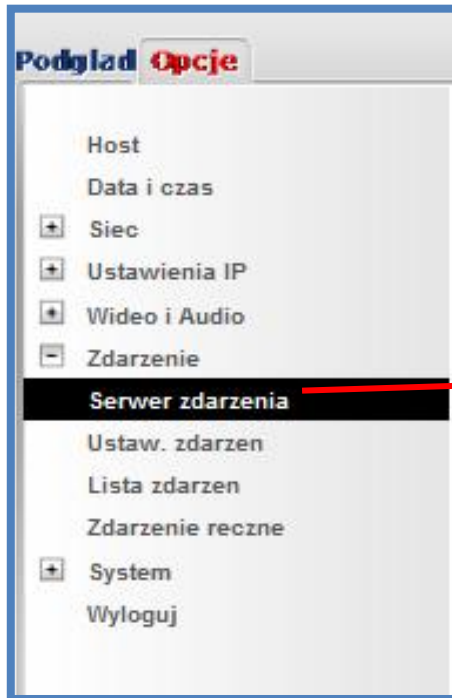 Podglad Opcje
Host
Data i czas
Siec
Ustawienia IP
Wideo i Audio
Zdarzenie
Serwer zdarzenia
Ustaw. zdarzen
Lista zdarzen
Zdarzenie reczne
System
Wyloguj